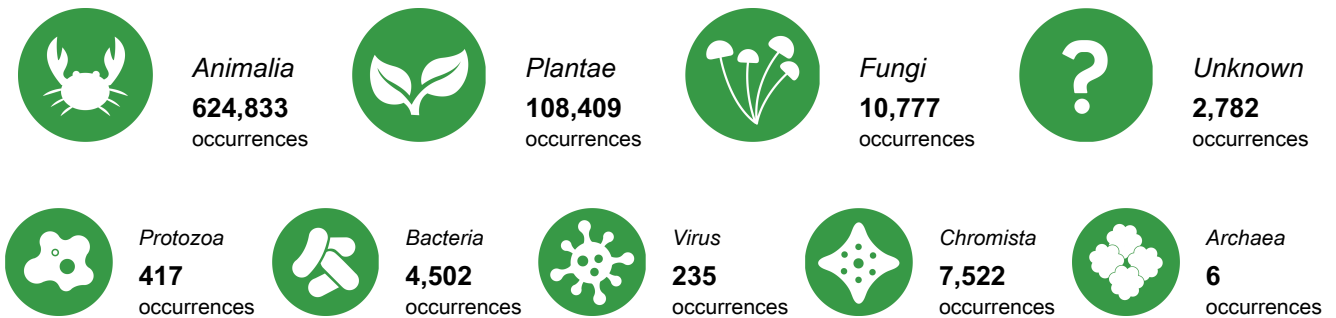 Animalia
624,833
occurrences
Plantae
108,409
occurrences
Fungi
10,777
occurrences
?
Unknown
2,782
occurrences
Protozoa
417
occurrences
Bacteria
4,502
occurrences
Virus
235
occurrences
Chromista
7,522
occurrences
Archaea
6
occurrences